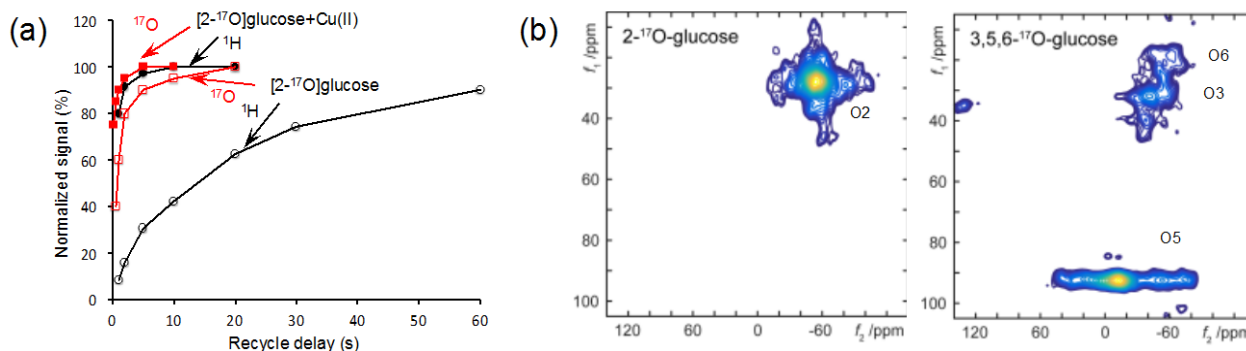 (a)
[2-¹⁷O]glucose+Cu(II)
¹⁷O
¹H
[2-¹⁷O]glucose
¹⁷O
¹H
Normalized signal (%)
120
100
80
60
40
20
0
0 10 20 30 40 50 60
Recycle delay (s)
(b)
2-¹⁷O-glucose
f₁ /ppm
20
40
60
80
100
O2
120 60 0 -60 f₂ /ppm
3,5,6-¹⁷O-glucose
f₁ /ppm
20
40
60
80
100
O6
O3
O5
120 60 0 -60 f₂ /ppm